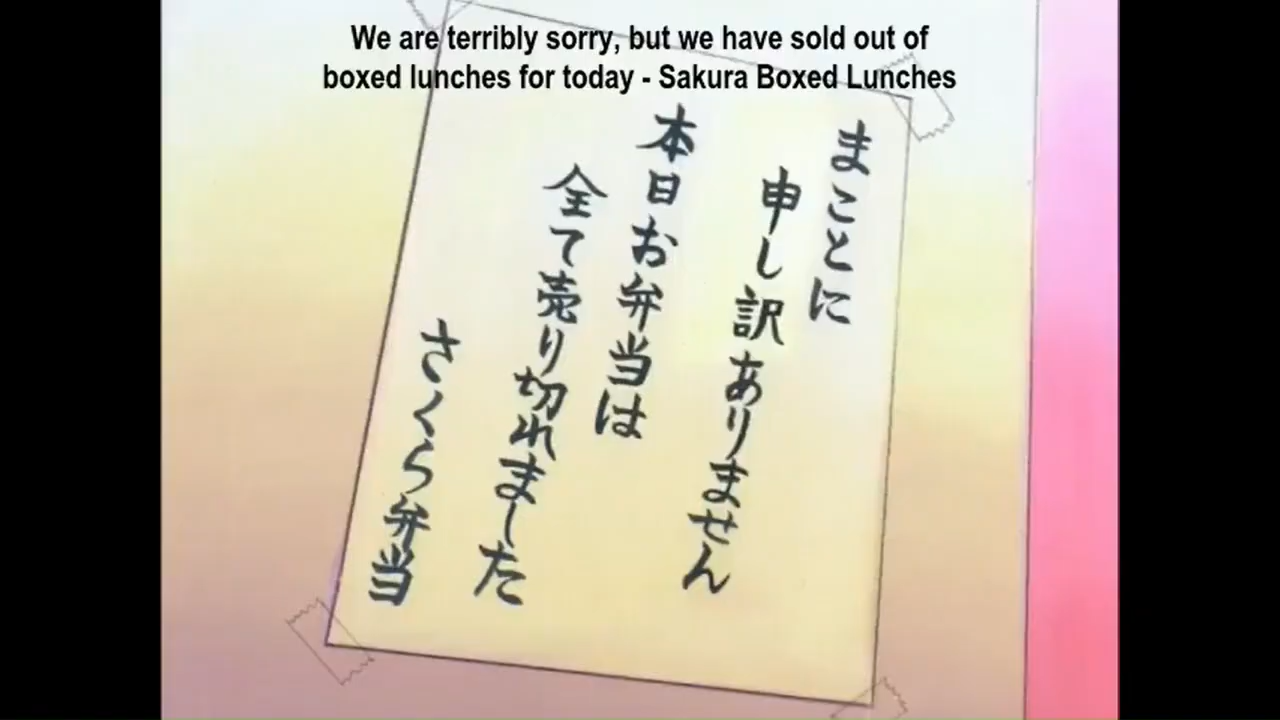 We are terribly sorry, but we have sold out of
boxed lunches for today - Sakura Boxed Lunches
まことに
申し訳ありません
本日お弁当は
全て売り切れました
さくら弁当